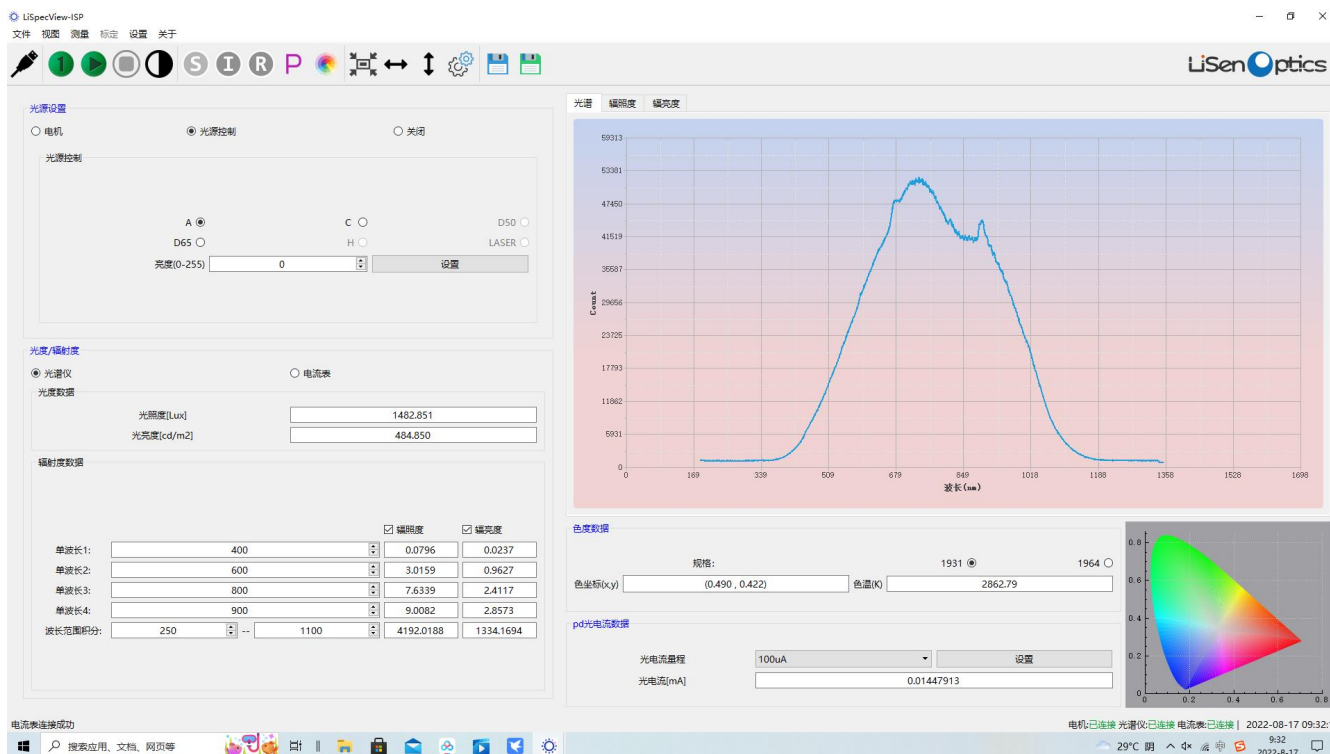 LiSpecView-ISP
文件 视图 测量 标定 设置 关于
1 S I R P
LiSen Optics
光源设置
电机 光源控制 关闭
光源控制
A C D50
D65 H LASER
亮度(0-255) 0 设置
光度/辐射度
光谱仪 电流表
光度数据
光照度[Lux] 1482.851
光亮度[cd/m2] 484.850
辐射度数据
辐照度 辐亮度
单波长1: 400 0.0796 0.0237
单波长2: 600 3.0159 0.9627
单波长3: 800 7.6339 2.4117
单波长4: 900 9.0082 2.8573
波长范围积分: 250 -- 1100 4192.0188 1334.1694
光谱 辐照度 辐亮度
59313
53381
47450
41519
35587
29656
23725
17793
11862
5931
0
Count
0 169 339 509 679 849 1018 1188 1358 1528 1698
波长(nm)
色度数据
规格: 1931 1964
色坐标(x,y) (0.490 , 0.422) 色温(K) 2862.79
pd光电流数据
光电流量程 100uA 设置
光电流[mA] 0.01447913
0.8
0.6
0.4
0.2
0
0 0.2 0.4 0.6 0.8
电流表连接成功
电机:已连接 光谱仪:已连接 电流表:已连接 | 2022-08-17 09:32:
搜索应用、文档、网页等
29°C 阴 中 9:32
2022-8-17